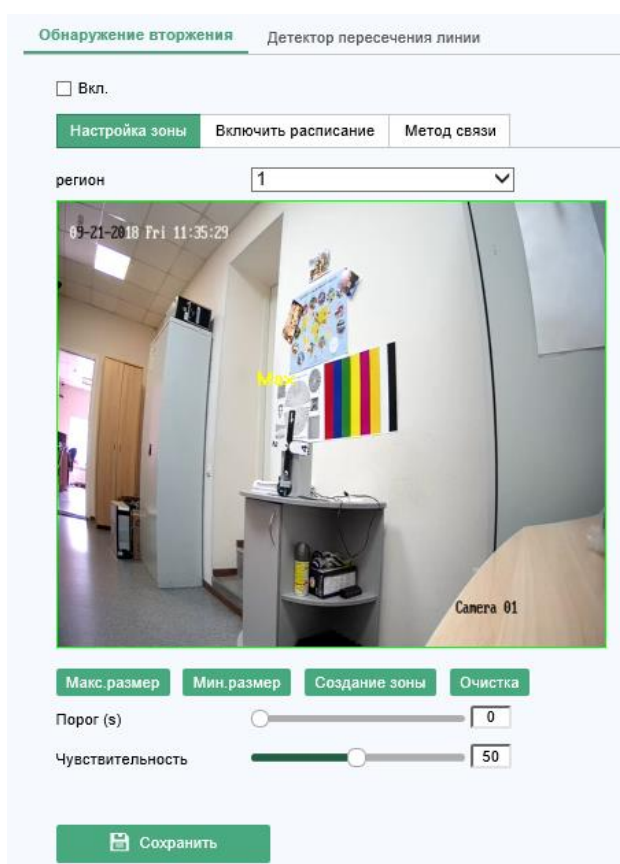 Обнаружение вторжения Детектор пересечения линии
Вкл.
Настройка зоны Включить расписание Метод связи
регион 1
09-21-2018 Fri 11:35:29
Max
Camera 01
Макс.размер Мин.размер Создание зоны Очистка
Порог (s) 0
Чувствительность 50
Сохранить